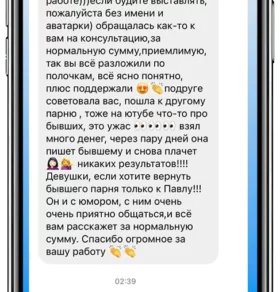 работе)))если будите выставлять,
пожалуйста без имени и
аватарки) обращалась как-то к
вам на консультацию,за
нормальную сумму,приемлимую,
так вы всё разложили по
полочкам, всё ясно понятно,
плюс поддержали 😍👏подруге
советовала вас, пошла к другому
парню , тоже на ютубе что-то про
бывших, это ужас 👀👀👀 взял
много денег, через пару дней она
пишет бывшему и снова плачет
🤦🏻‍♀️🤷‍♀️ никаких результатов!!!!
Девушки, если хотите вернуть
бывшего парня только к Павлу!!!
Он и с юмором, с ним очень
очень приятно общаться,и всё
вам расскажет за нормальную
сумму. Спасибо огромное за
вашу работу 👏👏
02:39